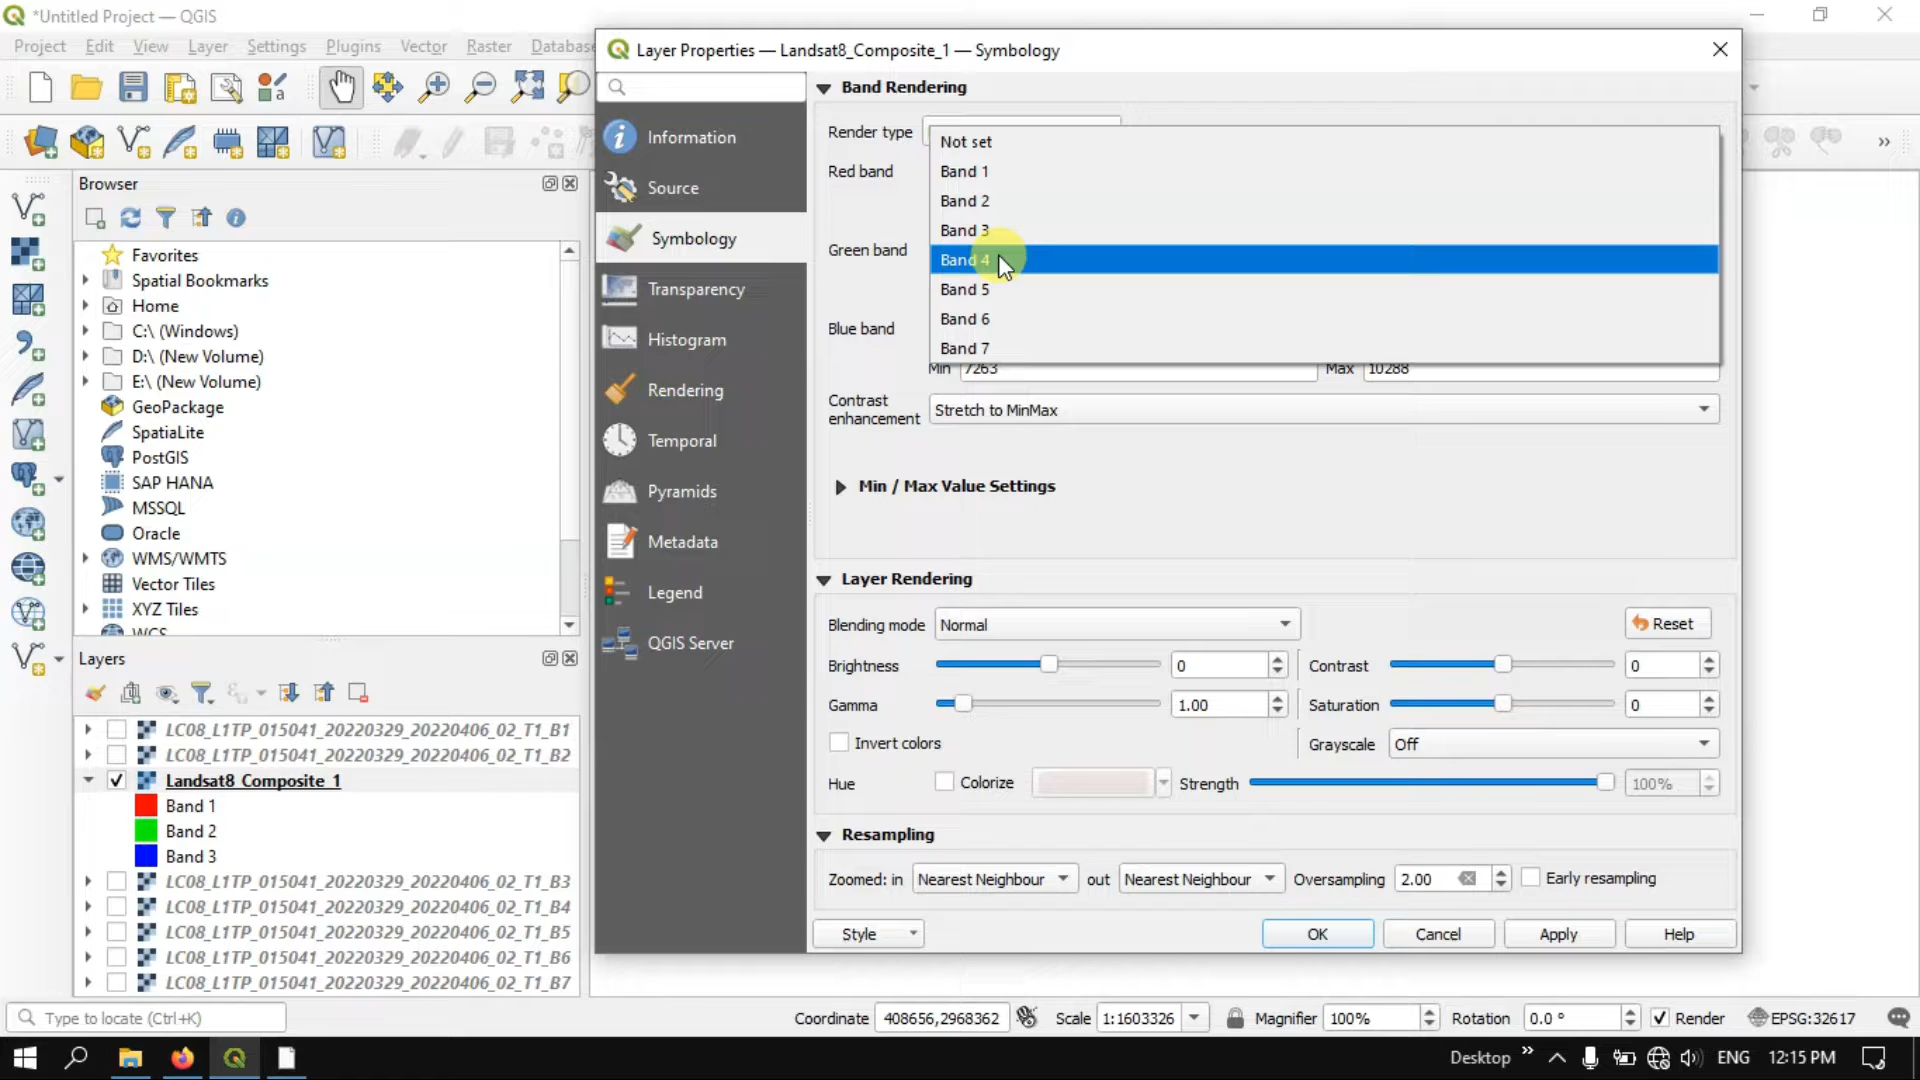 *Untitled Project — QGIS
Project Edit View Layer Settings Plugins Vector Raster Database
Layer Properties — Landsat8_Composite_1 — Symbology
Information
Source
Symbology
Transparency
Histogram
Rendering
Temporal
Pyramids
Metadata
Legend
QGIS Server
Band Rendering
Render type
Red band
Green band
Blue band
Not set
Band 1
Band 2
Band 3
Band 4
Band 5
Band 6
Band 7
Min 7263 Max 10288
Contrast enhancement Stretch to MinMax
Min / Max Value Settings
Layer Rendering
Blending mode Normal Reset
Brightness 0 Contrast 0
Gamma 1.00 Saturation 0
Invert colors Grayscale Off
Hue Colorize Strength 100%
Resampling
Zoomed: in Nearest Neighbour out Nearest Neighbour Oversampling 2.00 Early resampling
Style OK Cancel Apply Help
Browser
Favorites
Spatial Bookmarks
Home
C:\ (Windows)
D:\ (New Volume)
E:\ (New Volume)
GeoPackage
SpatiaLite
PostGIS
SAP HANA
MSSQL
Oracle
WMS/WMTS
Vector Tiles
XYZ Tiles
WCS
Layers
LC08_L1TP_015041_20220329_20220406_02_T1_B1
LC08_L1TP_015041_20220329_20220406_02_T1_B2
Landsat8_Composite_1
Band 1
Band 2
Band 3
LC08_L1TP_015041_20220329_20220406_02_T1_B3
LC08_L1TP_015041_20220329_20220406_02_T1_B4
LC08_L1TP_015041_20220329_20220406_02_T1_B5
LC08_L1TP_015041_20220329_20220406_02_T1_B6
LC08_L1TP_015041_20220329_20220406_02_T1_B7
Type to locate (Ctrl+K) Coordinate 408656,2968362 Scale 1:1603326 Magnifier 100% Rotation 0.0 ° Render EPSG:32617
Desktop » ENG 12:15 PM